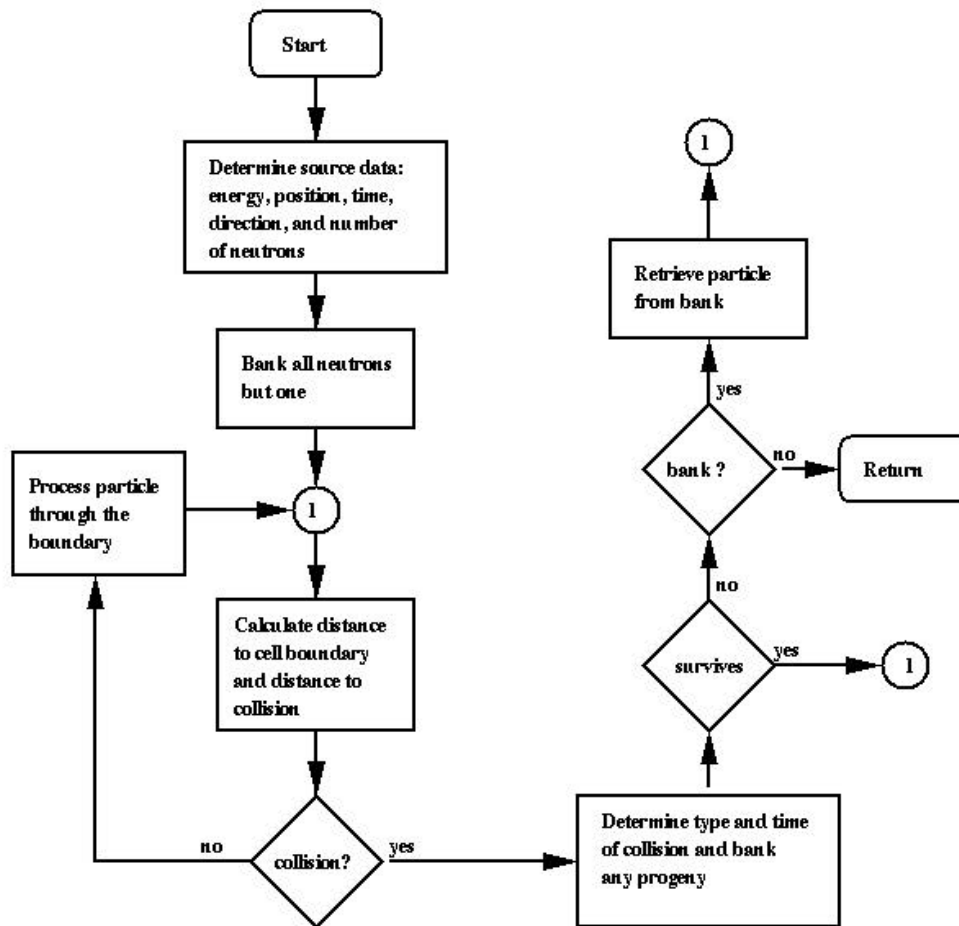 Start
Determine source data:
energy, position, time,
direction, and number
of neutrons
Bank all neutrons
but one
Process particle
through the
boundary
1
Calculate distance
to cell boundary
and distance to
collision
collision?
no
yes
Determine type and time
of collision and bank
any progeny
survives
yes
1
no
bank ?
no
Return
yes
Retrieve particle
from bank
1